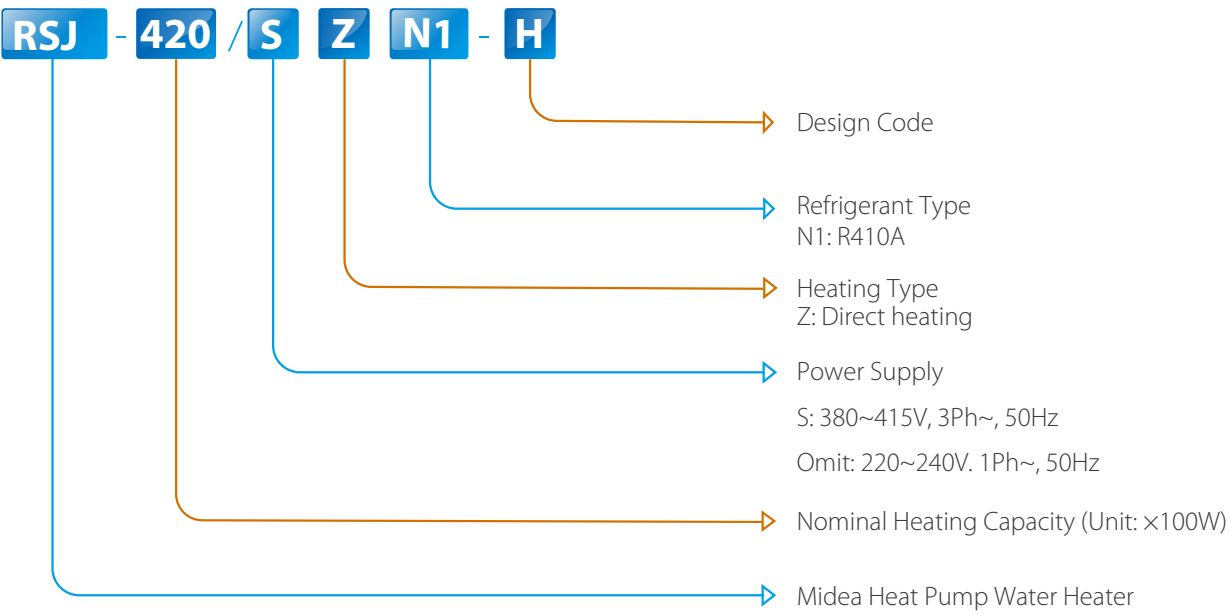 RSJ - 420 / S Z N1 - H
Design Code
Refrigerant Type
N1: R410A
Heating Type
Z: Direct heating
Power Supply
S: 380~415V, 3Ph~, 50Hz
Omit: 220~240V. 1Ph~, 50Hz
Nominal Heating Capacity (Unit: ×100W)
Midea Heat Pump Water Heater